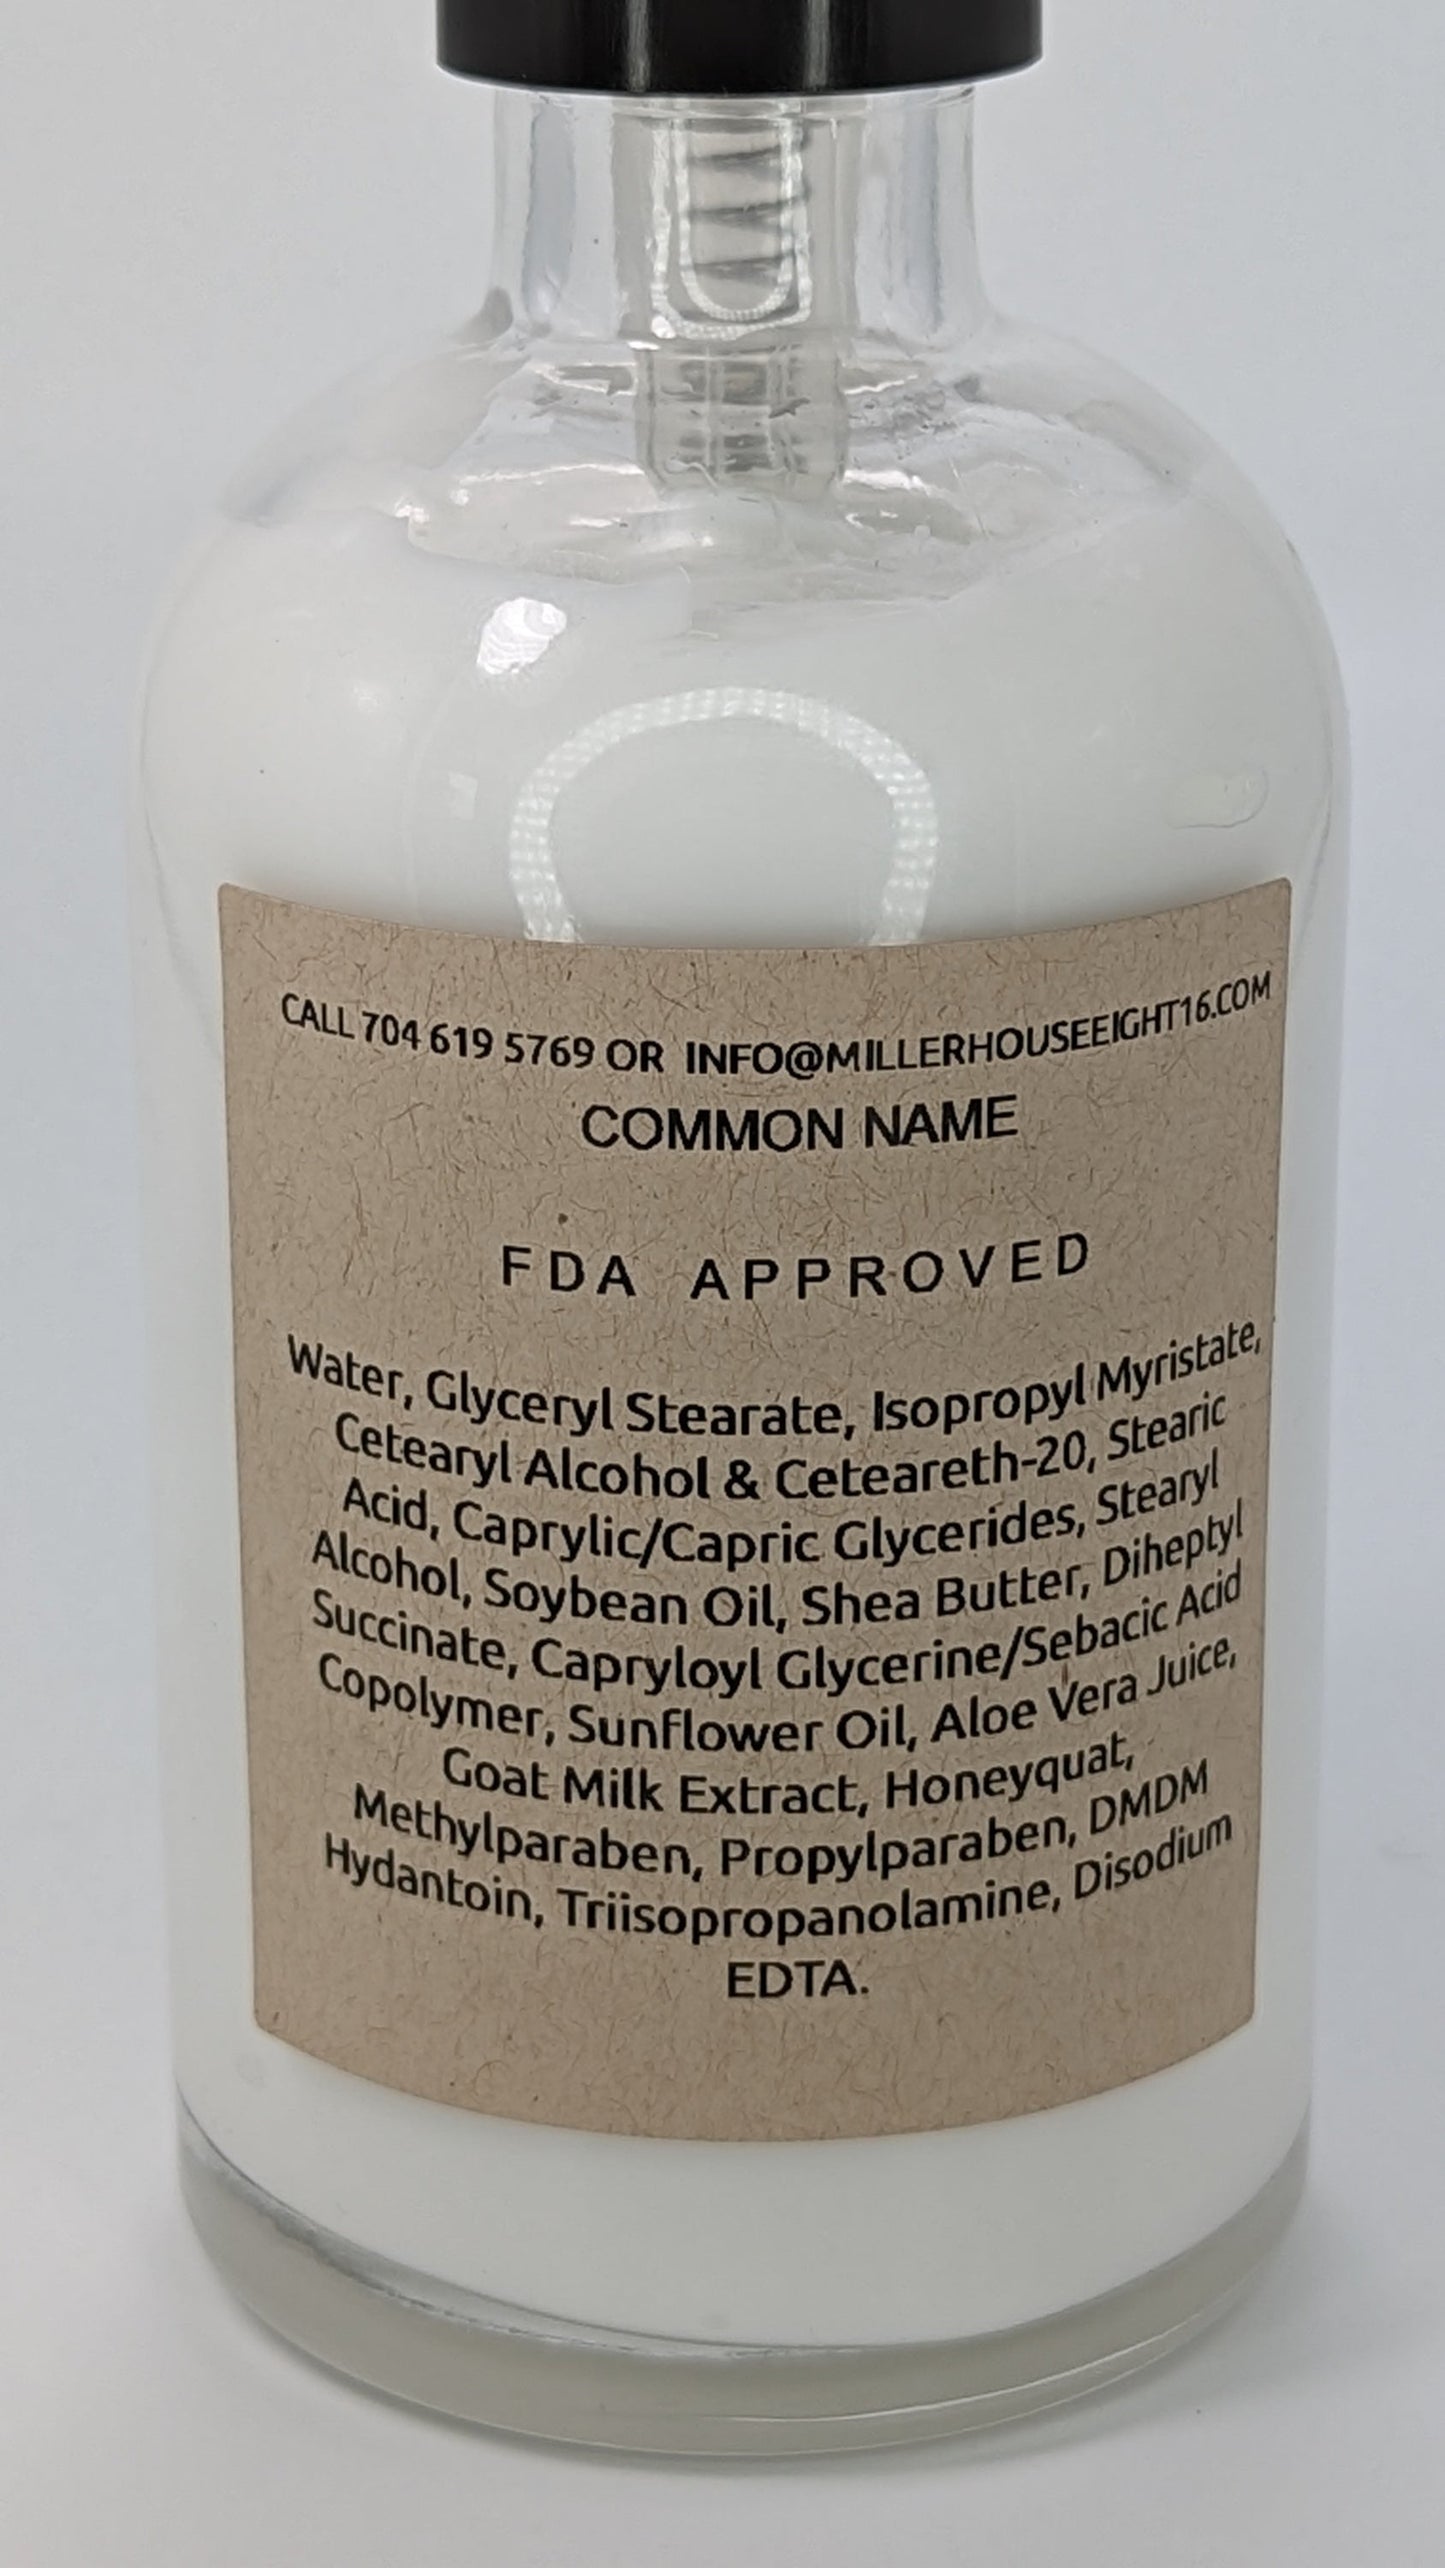 CALL 704 619 5769 OR INFO@MILLERHOUSEEIGHT16.COM
COMMON NAME
FDA APPROVED
Water, Glyceryl Stearate, Isopropyl Myristate,
Cetearyl Alcohol & Ceteareth-20, Stearic
Acid, Caprylic/Capric Glycerides, Stearyl
Alcohol, Soybean Oil, Shea Butter, Diheptyl
Succinate, Capryloyl Glycerine/Sebacic Acid
Copolymer, Sunflower Oil, Aloe Vera Juice,
Goat Milk Extract, Honeyquat,
Methylparaben, Propylparaben, DMDM
Hydantoin, Triisopropanolamine, Disodium
EDTA.